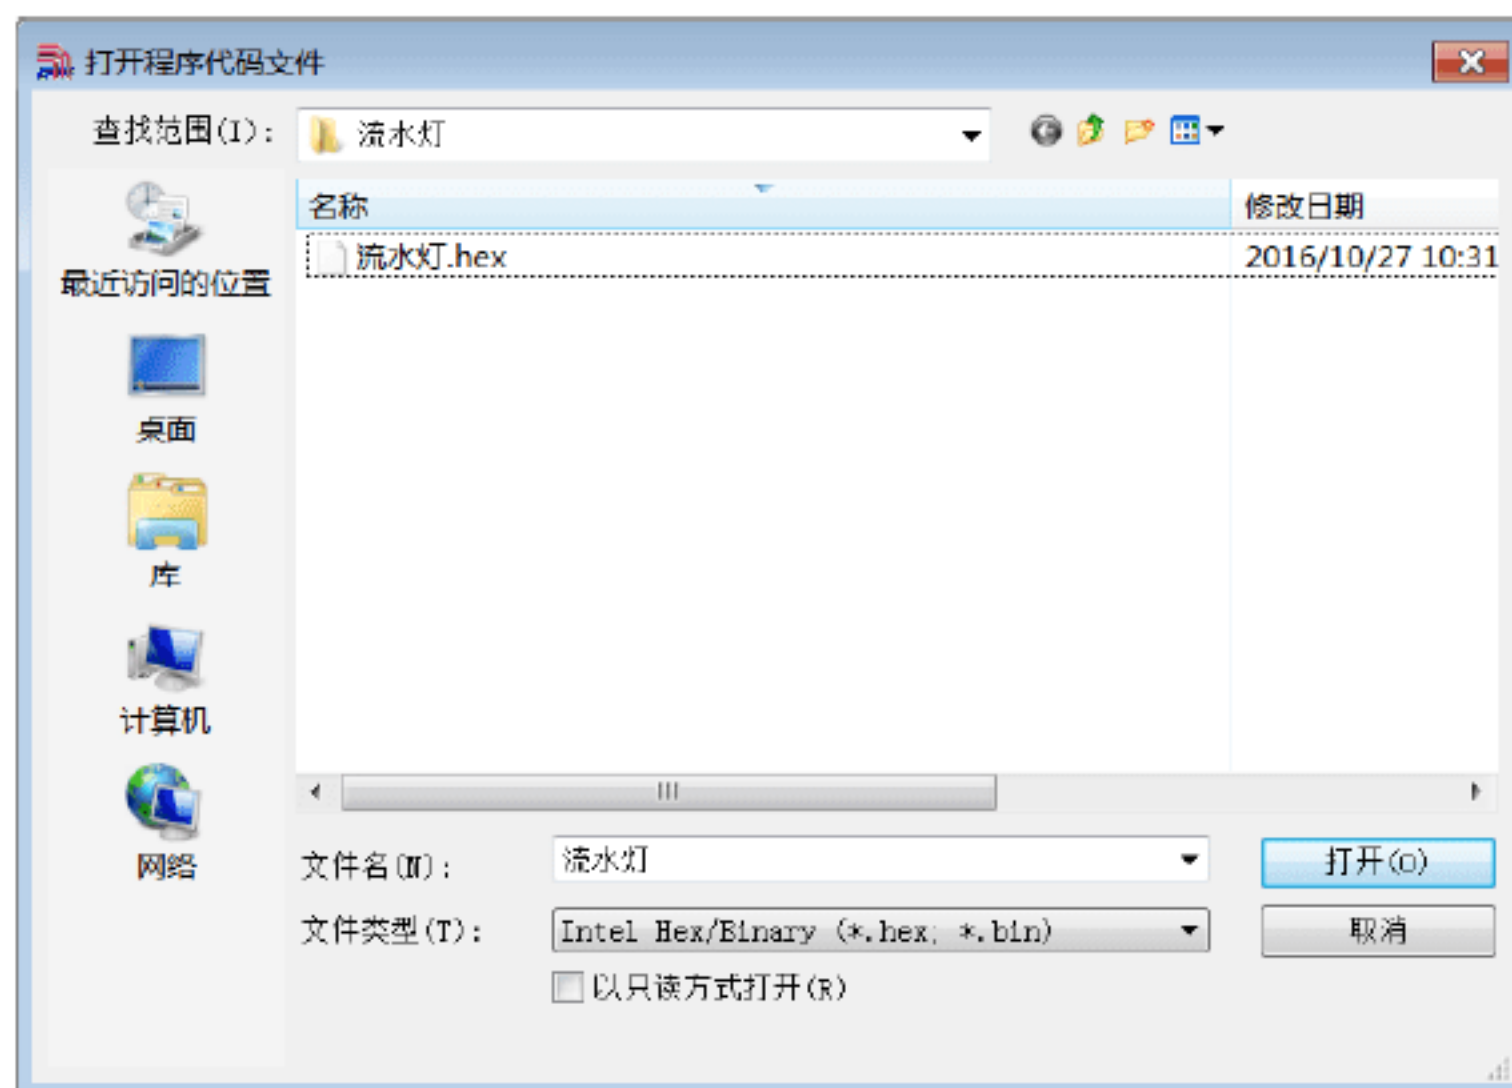 打开程序代码文件
查找范围(I):
流水灯
名称
修改日期
流水灯.hex
2016/10/27 10:31
最近访问的位置
桌面
库
计算机
网络
文件名(N):
流水灯
打开(O)
文件类型(T):
Intel Hex/Binary (*.hex; *.bin)
取消
以只读方式打开(R)